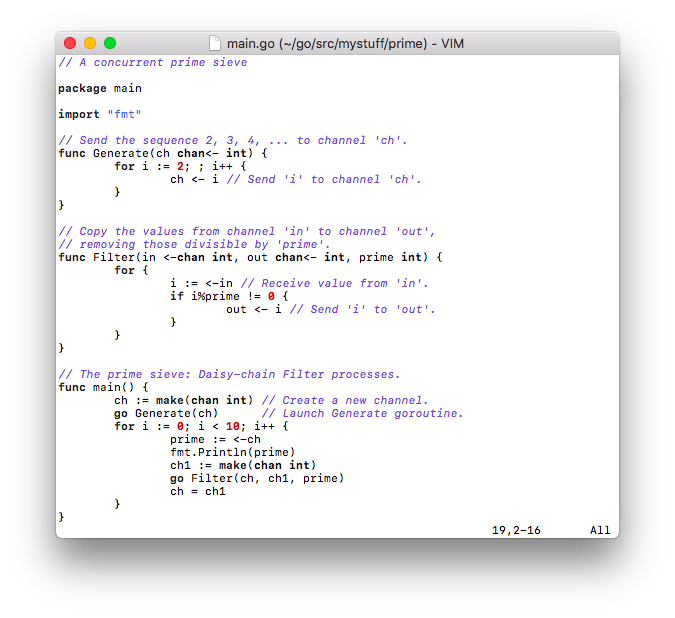 main.go (~/go/src/mystuff/prime) - VIM
// A concurrent prime sieve

package main

import "fmt"

// Send the sequence 2, 3, 4, ... to channel 'ch'.
func Generate(ch chan<- int) {
        for i := 2; ; i++ {
                ch <- i // Send 'i' to channel 'ch'.
        }
}

// Copy the values from channel 'in' to channel 'out',
// removing those divisible by 'prime'.
func Filter(in <-chan int, out chan<- int, prime int) {
        for {
                i := <-in // Receive value from 'in'.
                if i%prime != 0 {
                        out <- i // Send 'i' to 'out'.
                }
        }
}

// The prime sieve: Daisy-chain Filter processes.
func main() {
        ch := make(chan int) // Create a new channel.
        go Generate(ch)      // Launch Generate goroutine.
        for i := 0; i < 10; i++ {
                prime := <-ch
                fmt.Println(prime)
                ch1 := make(chan int)
                go Filter(ch, ch1, prime)
                ch = ch1
        }
}
19,2-16       All